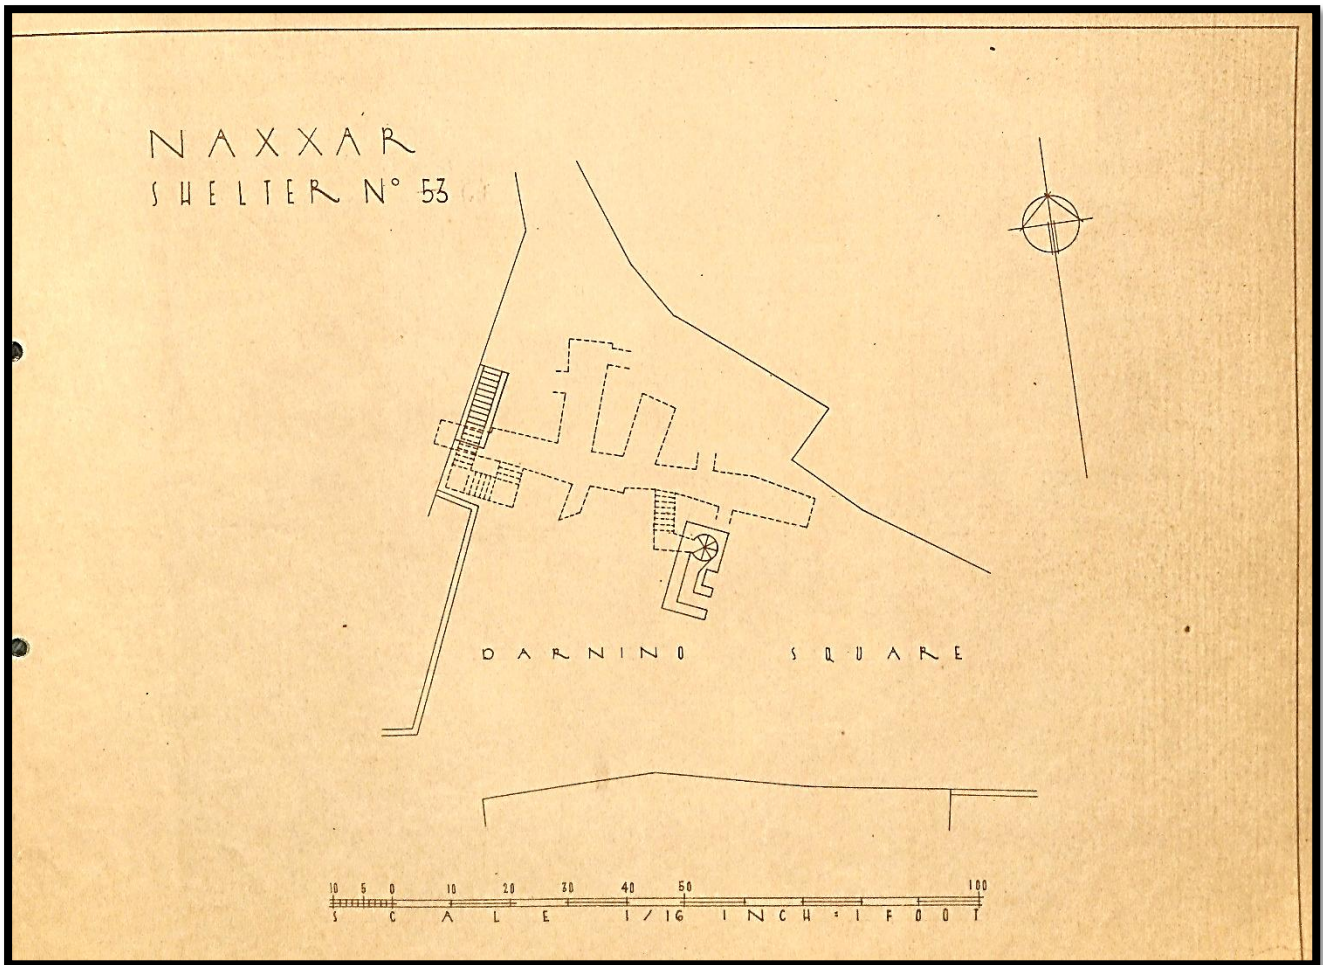 NAXXAR
SHELTER Nº 53
DARNINO SQUARE
10 5 0 10 20 30 40 50 100
SCALE 1/16 INCH = 1 FOOT